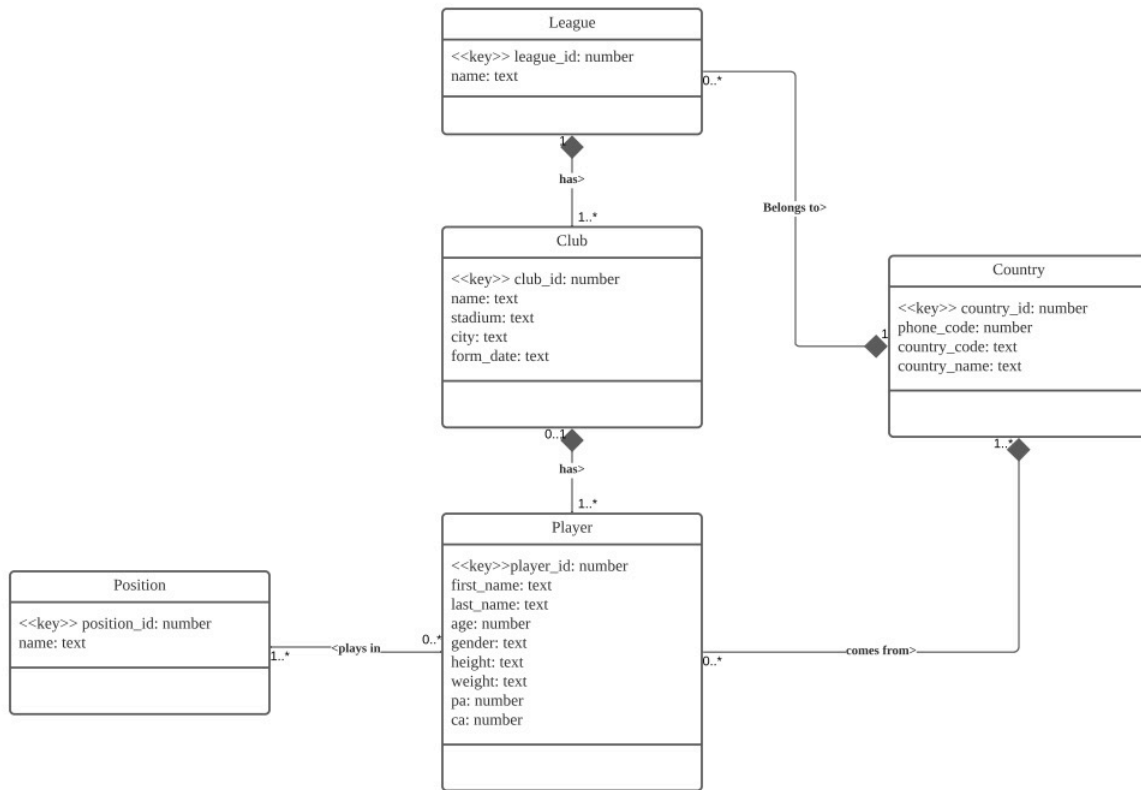 League
<<key>> league_id: number
name: text
0..*
1
has>
1..*
Belongs to>
Club
<<key>> club_id: number
name: text
stadium: text
city: text
form_date: text
Country
<<key>> country_id: number
phone_code: number
country_code: text
country_name: text
1
0..1
has>
1..*
1..*
Player
<<key>>player_id: number
first_name: text
last_name: text
age: number
gender: text
height: text
weight: text
pa: number
ca: number
Position
<<key>> position_id: number
name: text
1..*
<plays in
0..*
0..*
comes from>